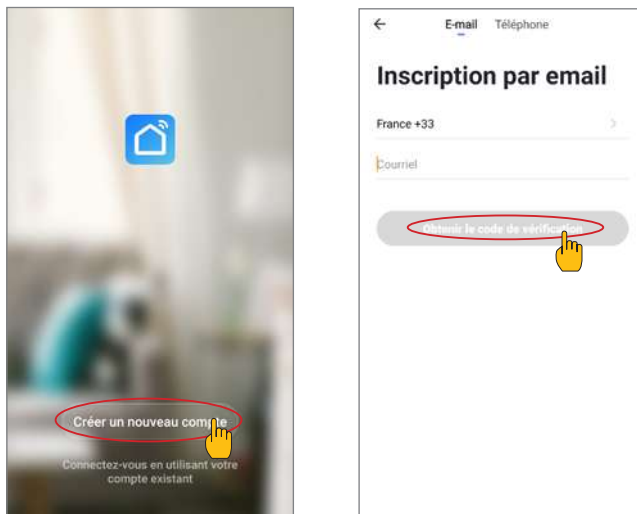 Créer un nouveau compte
Connectez-vous en utilisant votre
compte existant
E-mail Téléphone
Inscription par email
France +33
Courriel
Obtenir le code de vérification